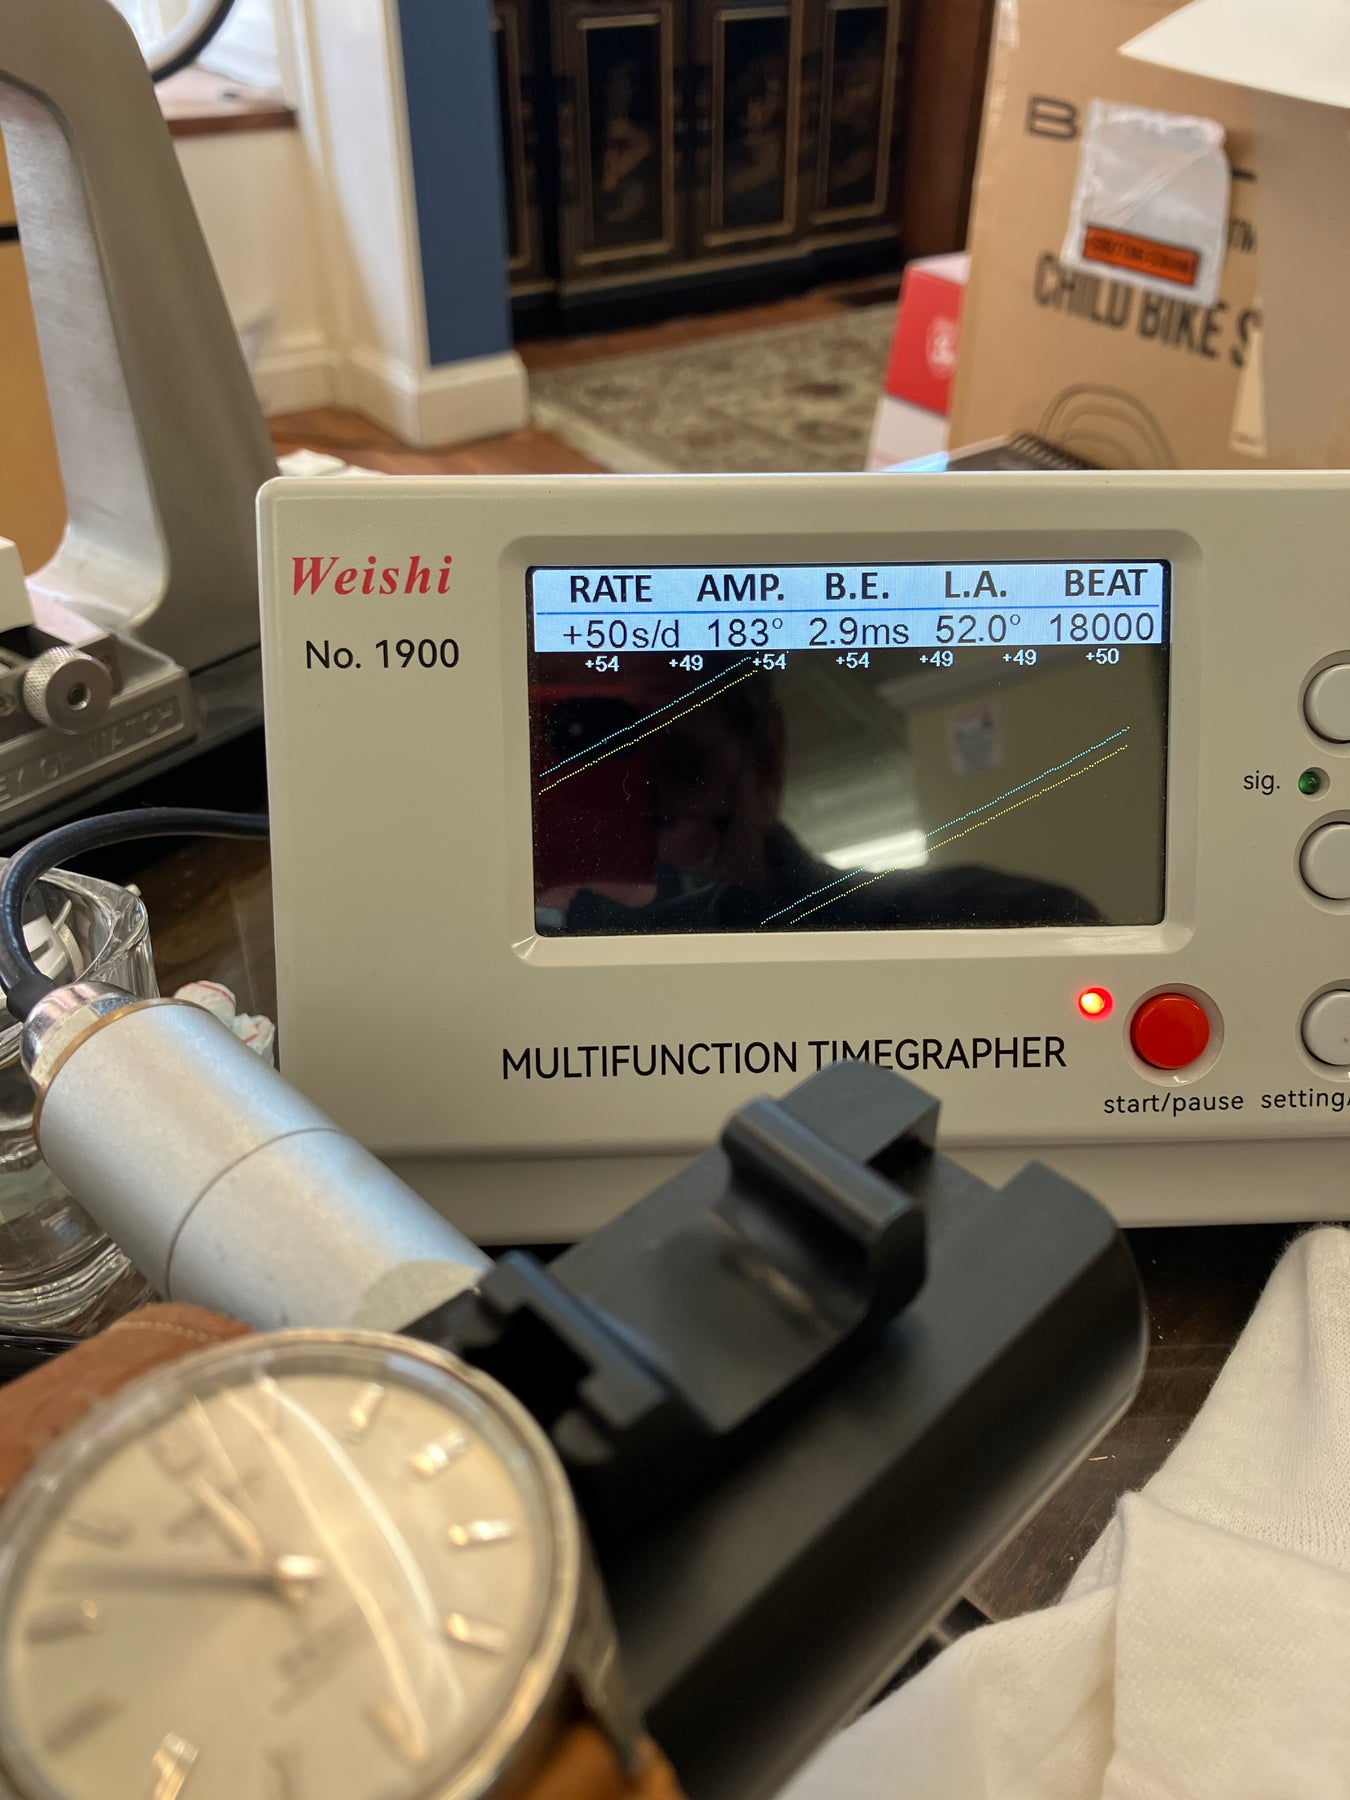 CHILD BIKE S
Weishi
No. 1900
RATE AMP. B.E. L.A. BEAT
+50s/d 183° 2.9ms 52.0° 18000
+54 +49 +54 +54 +49 +49 +50
sig.
MULTIFUNCTION TIMEGRAPHER
start/pause setting/